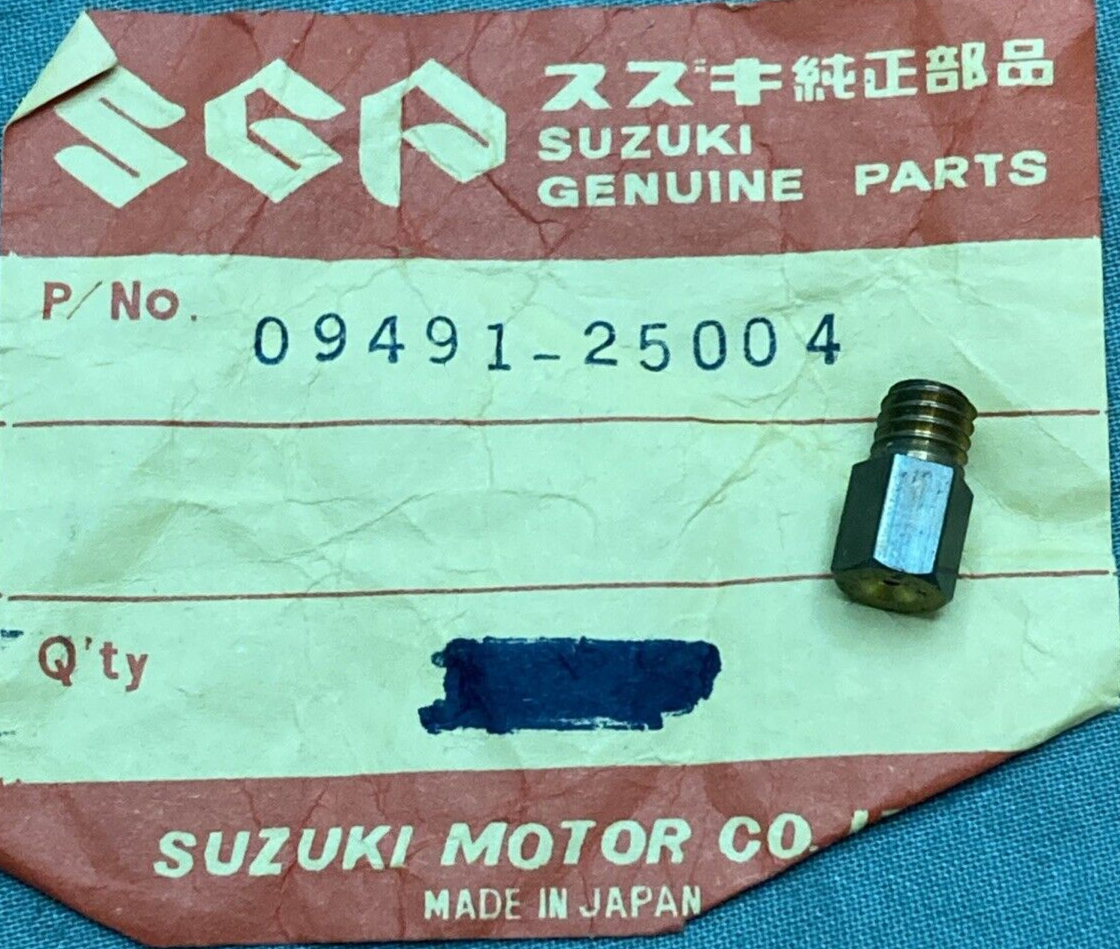 SGP
スズキ純正部品
SUZUKI
GENUINE PARTS
P/No.
09491-25004
Q'ty
SUZUKI MOTOR CO.
MADE IN JAPAN